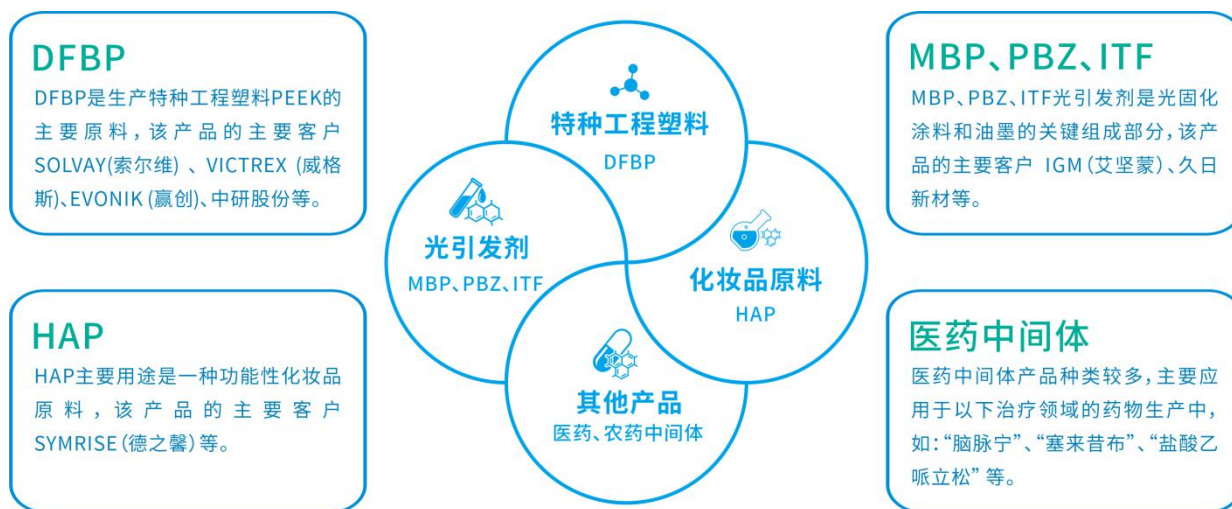 DFBP
DFBP是生产特种工程塑料PEEK的
主要原料,该产品的主要客户
SOLVAY(索尔维)、VICTREX (威格
斯)、EVONIK (赢创)、中研股份等。
HAP
HAP主要用途是一种功能性化妆品
原料,该产品的主要客户
SYMRISE(德之馨)等。
特种工程塑料
DFBP
光引发剂
MBP、PBZ、ITF
化妆品原料
HAP
其他产品
医药、农药中间体
MBP、PBZ、ITF
MBP、PBZ、ITF光引发剂是光固化
涂料和油墨的关键组成部分,该产
品的主要客户 IGM(艾坚蒙)、久日
新材等。
医药中间体
医药中间体产品种类较多,主要应
用于以下治疗领域的药物生产中,
如:“脑脉宁”、“塞来昔布”、“盐酸乙
哌立松” 等。